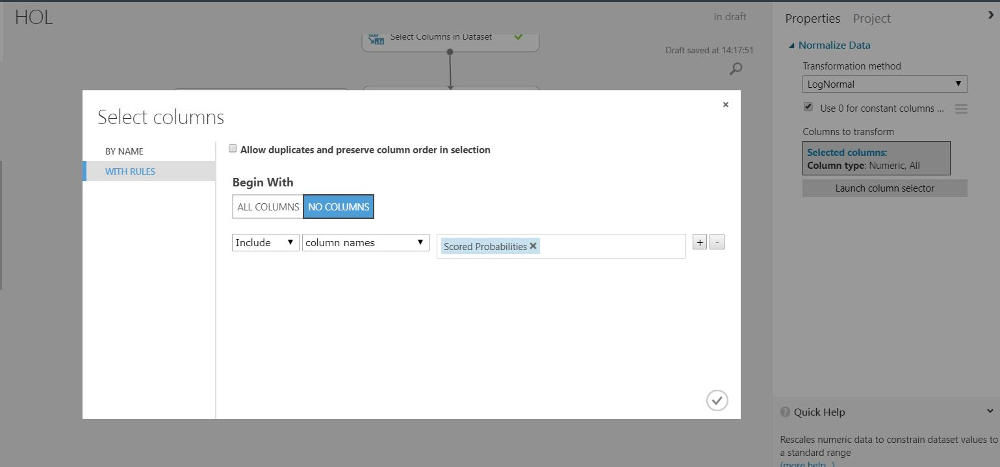 HOL
In draft
Select Columns in Dataset
Draft saved at 14:17:51
Properties Project
Normalize Data
Transformation method
LogNormal
Use 0 for constant columns ...
Columns to transform
Selected columns:
Column type: Numeric, All
Launch column selector
Select columns
BY NAME
WITH RULES
Allow duplicates and preserve column order in selection
Begin With
ALL COLUMNS NO COLUMNS
Include column names Scored Probabilities + -
Quick Help
Rescales numeric data to constrain dataset values to
a standard range
(more help...)